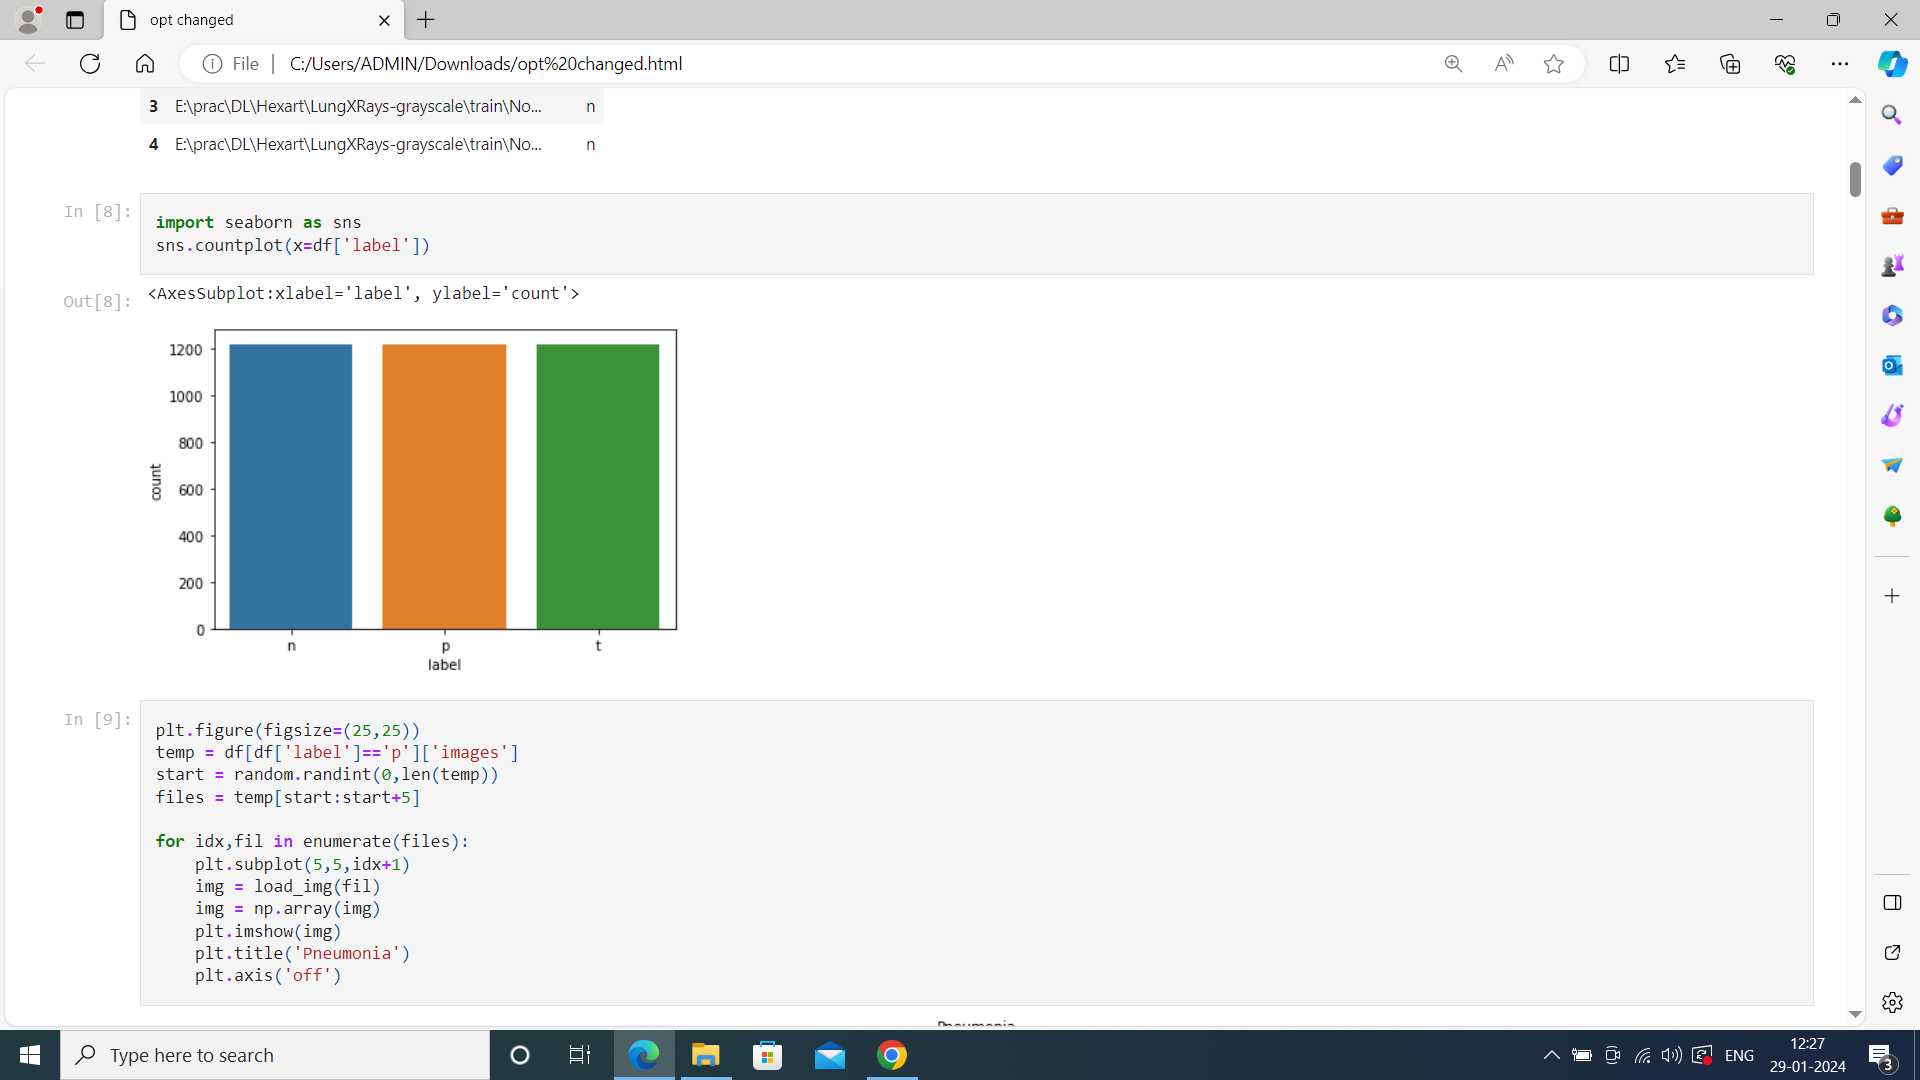 opt changed
File
C:/Users/ADMIN/Downloads/opt%20changed.html
3 E:\prac\DL\Hexart\LungXRays-grayscale\train\No... n
4 E:\prac\DL\Hexart\LungXRays-grayscale\train\No... n
In [8]:
import seaborn as sns
sns.countplot(x=df['label'])
Out[8]:
<AxesSubplot:xlabel='label', ylabel='count'>
1200
1000
800
600
400
200
0
count
n p t
label
In [9]:
plt.figure(figsize=(25,25))
temp = df[df['label']=='p']['images']
start = random.randint(0,len(temp))
files = temp[start:start+5]
for idx,fil in enumerate(files):
plt.subplot(5,5,idx+1)
img = load_img(fil)
img = np.array(img)
plt.imshow(img)
plt.title('Pneumonia')
plt.axis('off')
Pneumonia
Type here to search
ENG
12:27
29-01-2024
3